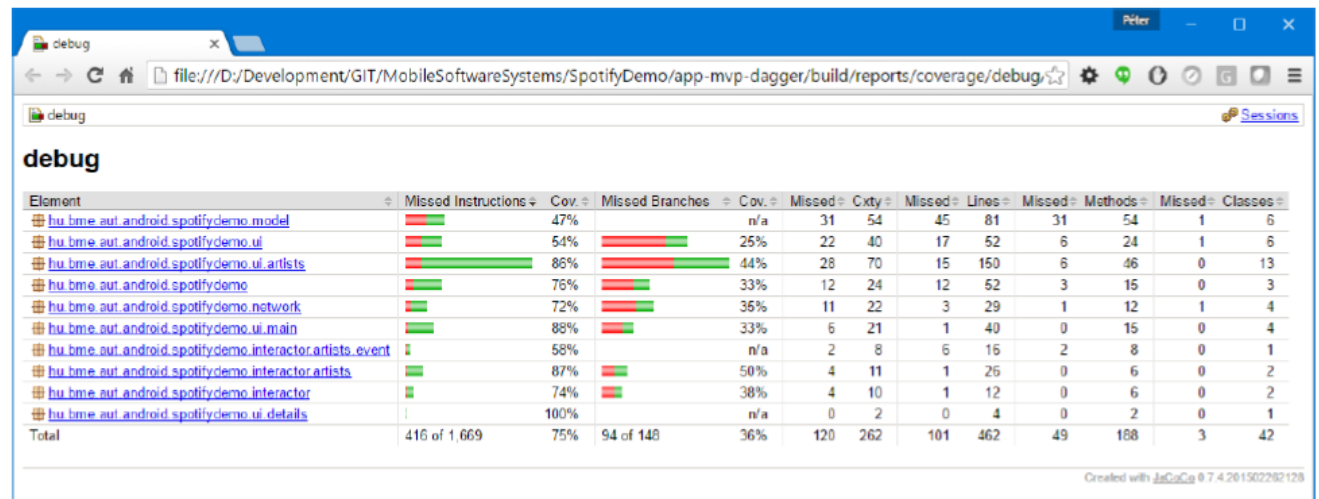 Péter
debug
file:///D:/Development/GIT/MobileSoftwareSystems/SpotifyDemo/app-mvp-dagger/build/reports/coverage/debug/
debug Sessions
debug
Element Missed Instructions Cov. Missed Branches Cov. Missed Cxty Missed Lines Missed Methods Missed Classes
hu.bme.aut.android.spotifydemo.model 47% n/a 31 54 45 81 31 54 1 6
hu.bme.aut.android.spotifydemo.ui 54% 25% 22 40 17 52 6 24 1 6
hu.bme.aut.android.spotifydemo.ui.artists 86% 44% 28 70 15 150 6 46 0 13
hu.bme.aut.android.spotifydemo 76% 33% 12 24 12 52 3 15 0 3
hu.bme.aut.android.spotifydemo.network 72% 35% 11 22 3 29 1 12 1 4
hu.bme.aut.android.spotifydemo.ui.main 88% 33% 6 21 1 40 0 15 0 4
hu.bme.aut.android.spotifydemo.interactor.artists.event 58% n/a 2 8 6 16 2 8 0 1
hu.bme.aut.android.spotifydemo.interactor.artists 87% 50% 4 11 1 26 0 6 0 2
hu.bme.aut.android.spotifydemo.interactor 74% 38% 4 10 1 12 0 6 0 2
hu.bme.aut.android.spotifydemo.ui.details 100% n/a 0 2 0 4 0 2 0 1
Total 416 of 1,669 75% 94 of 148 36% 120 262 101 462 49 188 3 42
Created with JaCoCo 0.7.4.201502262128